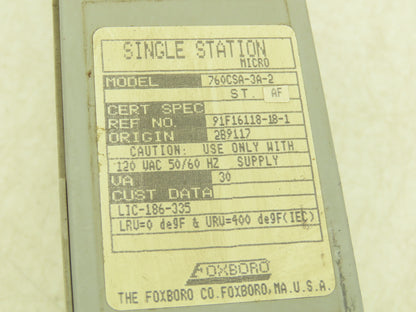 SINGLE STATION
MICRO
MODEL 760CSA-3A-2
ST. AF
CERT SPEC
REF NO. 91F16118-1B-1
ORIGIN 2B9117
CAUTION: USE ONLY WITH
120 VAC 50/60 HZ SUPPLY
VA 30
CUST DATA
LIC-186-335
LRV=0 degF & URV=400 degF(IEC)
FOXBORO
THE FOXBORO CO.FOXBORO,MA.U.S.A.